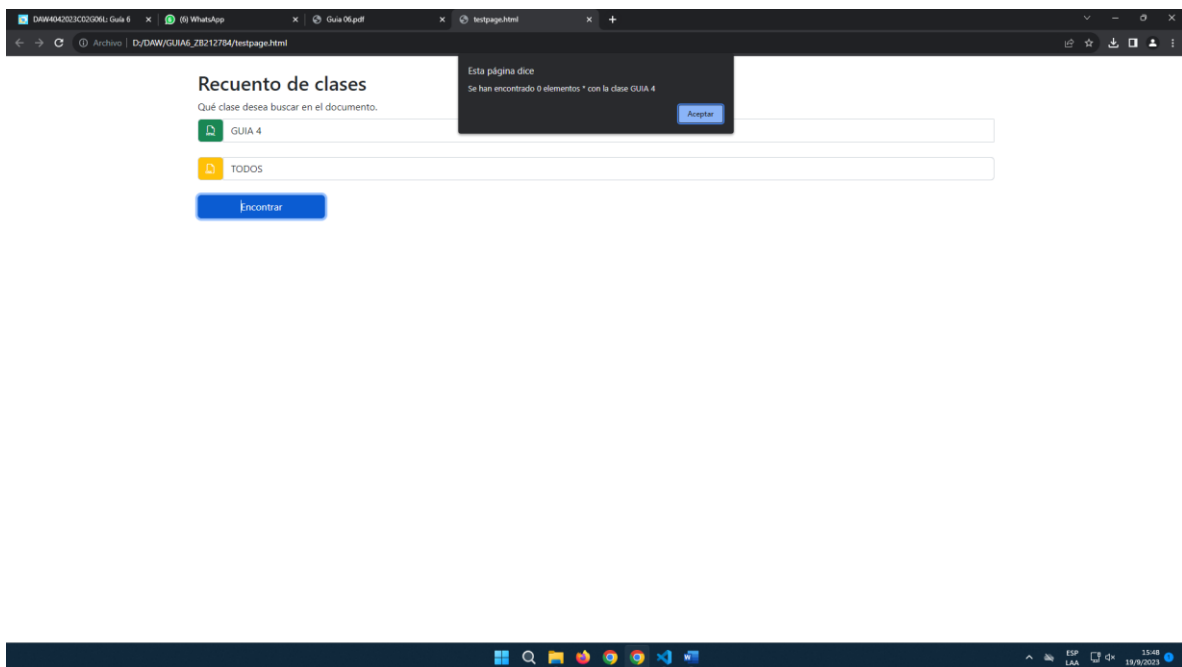 DAW4042023C02G06L: Guía 6
(6) WhatsApp
Guia 06.pdf
testpage.html
Archivo | D:/DAW/GUIA6_ZB212784/testpage.html
Esta página dice
Se han encontrado 0 elementos * con la clase GUIA 4
Aceptar
Recuento de clases
Qué clase desea buscar en el documento.
GUIA 4
TODOS
Encontrar
ESP 15:48
LAA 19/9/2023